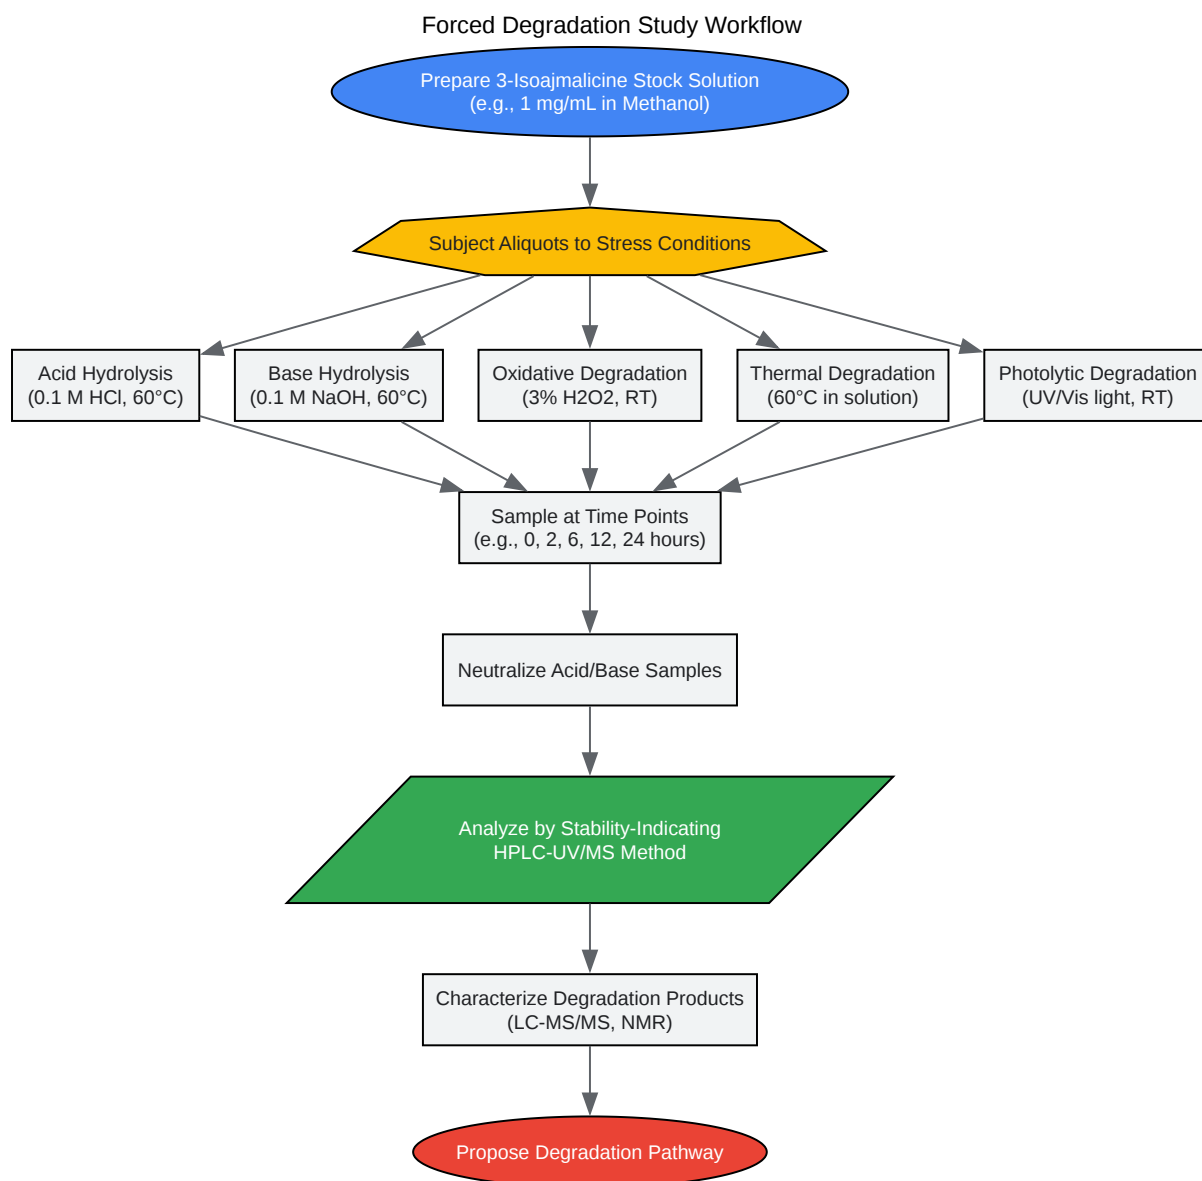 Forced Degradation Study Workflow
Prepare 3-Isoajmalicine Stock Solution
(e.g., 1 mg/mL in Methanol)
Subject Aliquots to Stress Conditions
Acid Hydrolysis
(0.1 M HCl, 60°C)
Base Hydrolysis
(0.1 M NaOH, 60°C)
Oxidative Degradation
(3% H2O2, RT)
Thermal Degradation
(60°C in solution)
Photolytic Degradation
(UV/Vis light, RT)
Sample at Time Points
(e.g., 0, 2, 6, 12, 24 hours)
Neutralize Acid/Base Samples
Analyze by Stability-Indicating
HPLC-UV/MS Method
Characterize Degradation Products
(LC-MS/MS, NMR)
Propose Degradation Pathway